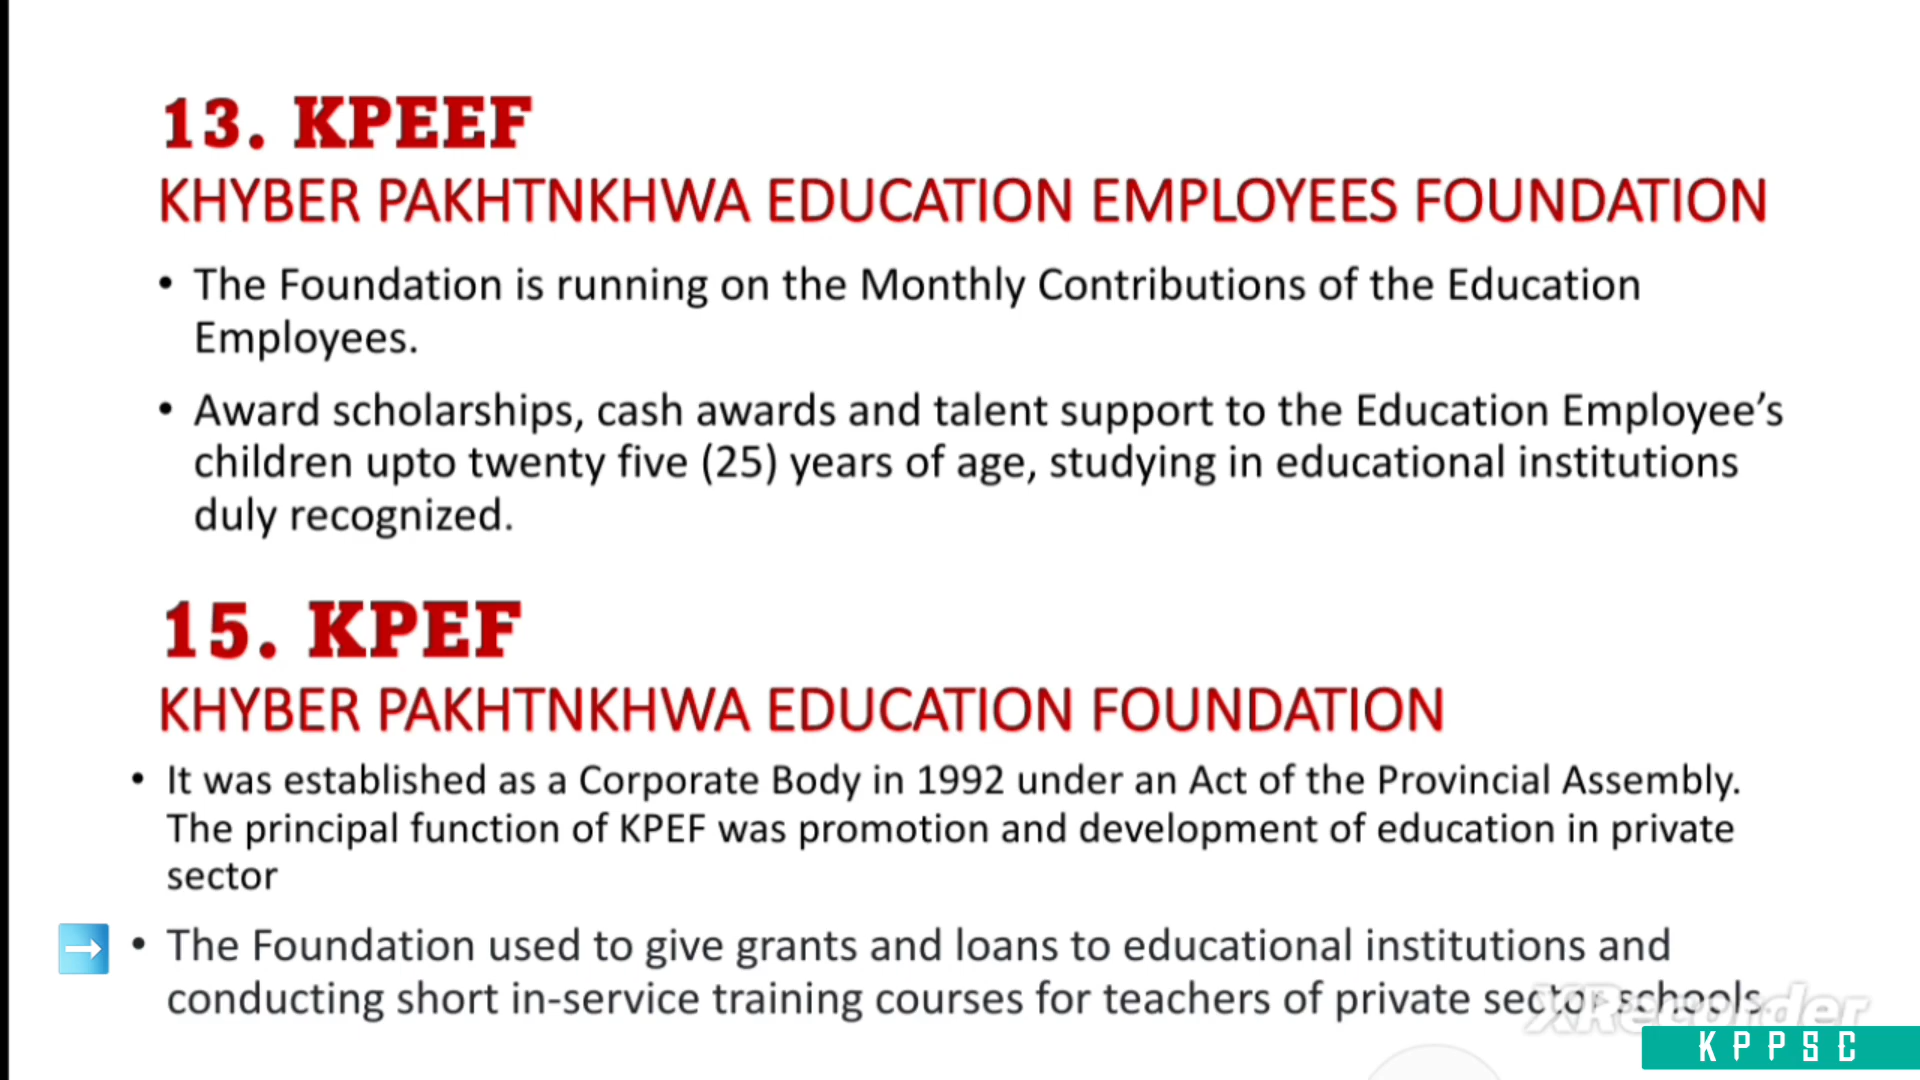 13. KPEEF
KHYBER PAKHTNKHWA EDUCATION EMPLOYEES FOUNDATION
• The Foundation is running on the Monthly Contributions of the Education
Employees.
• Award scholarships, cash awards and talent support to the Education Employee’s
children upto twenty five (25) years of age, studying in educational institutions
duly recognized.
15. KPEF
KHYBER PAKHTNKHWA EDUCATION FOUNDATION
• It was established as a Corporate Body in 1992 under an Act of the Provincial Assembly.
The principal function of KPEF was promotion and development of education in private
sector
• The Foundation used to give grants and loans to educational institutions and
conducting short in-service training courses for teachers of private sector schools.
XRecorder
KPPSC